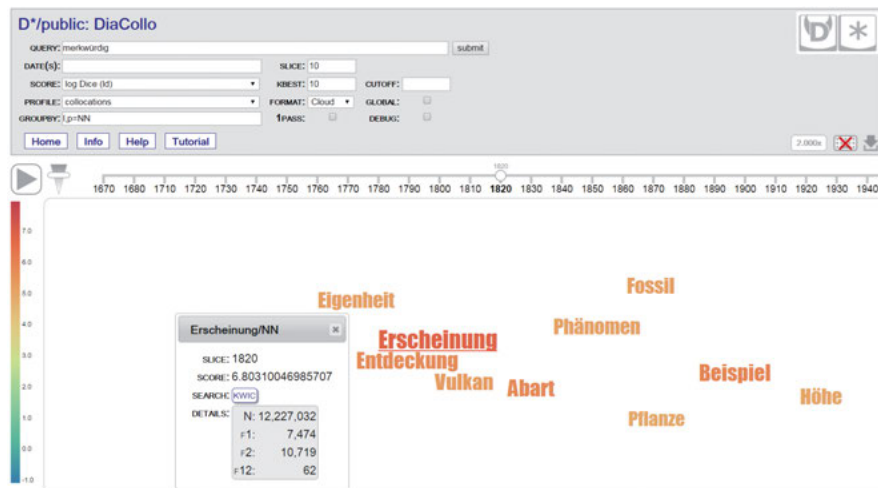 D*/public: DiaCollo
QUERY: merkwürdig submit
DATE(S): SLICE: 10
SCORE: log Dice (ld) KBEST: 10 CUTOFF:
PROFILE: collocations FORMAT: Cloud GLOBAL:
GROUPBY: l,p=NN 1PASS: DEBUG:
Home Info Help Tutorial 2.000s
1820
1670 1680 1710 1720 1730 1740 1750 1760 1770 1780 1790 1800 1810 1820 1830 1840 1850 1860 1870 1880 1890 1900 1910 1920 1930 1940
7.0
6.0
5.0
4.0
3.0
2.0
1.0
0.0
-1.0
Fossil
Eigenheit
Phänomen
Erscheinung
Entdeckung
Vulkan
Abart
Beispiel
Höhe
Pflanze
Erscheinung/NN
SLICE: 1820
SCORE: 6.80310046985707
SEARCH: KWIC
DETAILS: N: 12,227,032
F1: 7,474
F2: 10,719
F12: 62